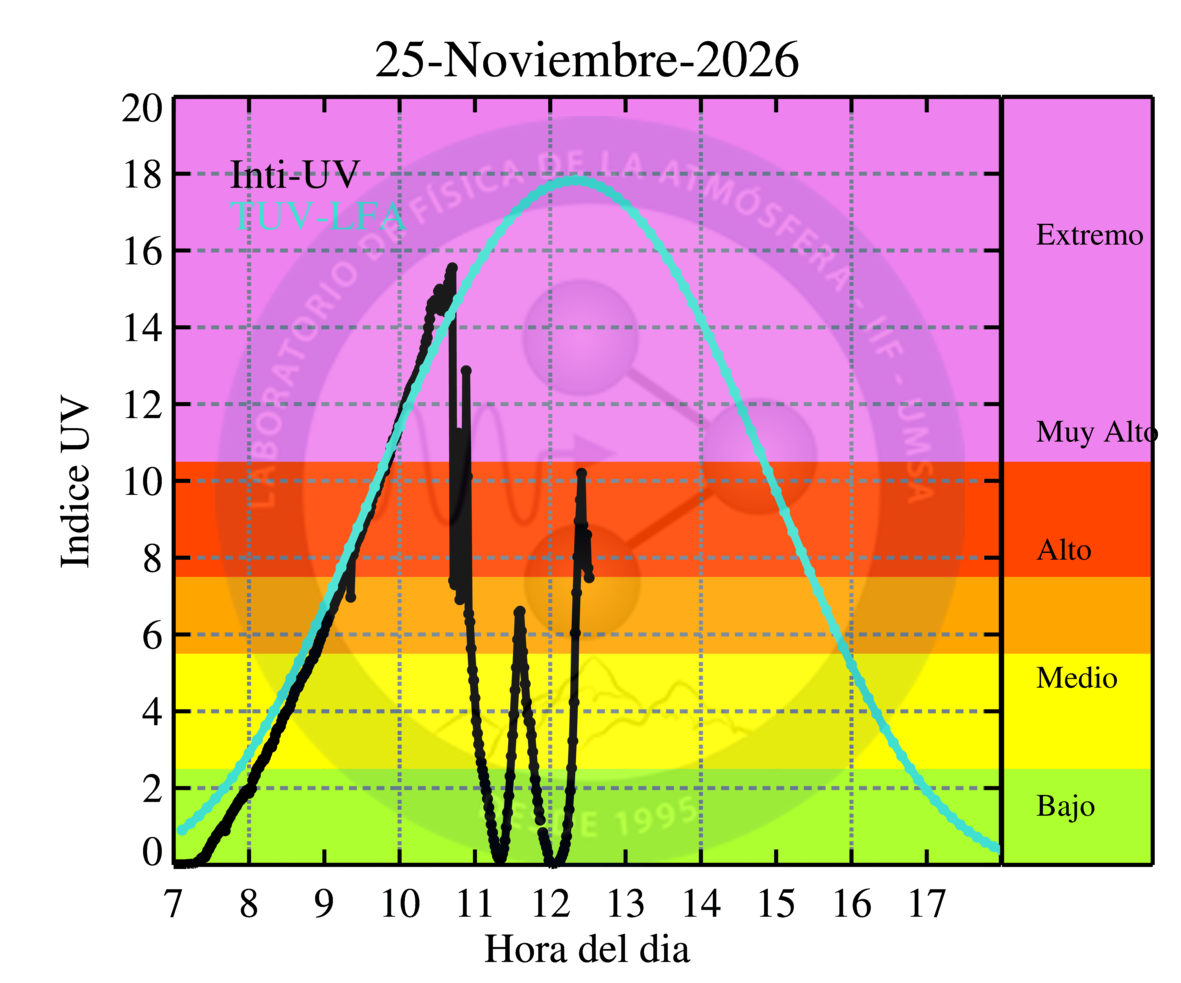 25-Noviembre-2026
Inti-UV
TUV-LFA
LABORATORIO DE FÍSICA DE LA ATMÓSFERA - IIF - UMSA
DESDE 1995
Indice UV
20
18
16
14
12
10
8
6
4
2
0
7 8 9 10 11 12 13 14 15 16 17
Hora del dia
Extremo
Muy Alto
Alto
Medio
Bajo